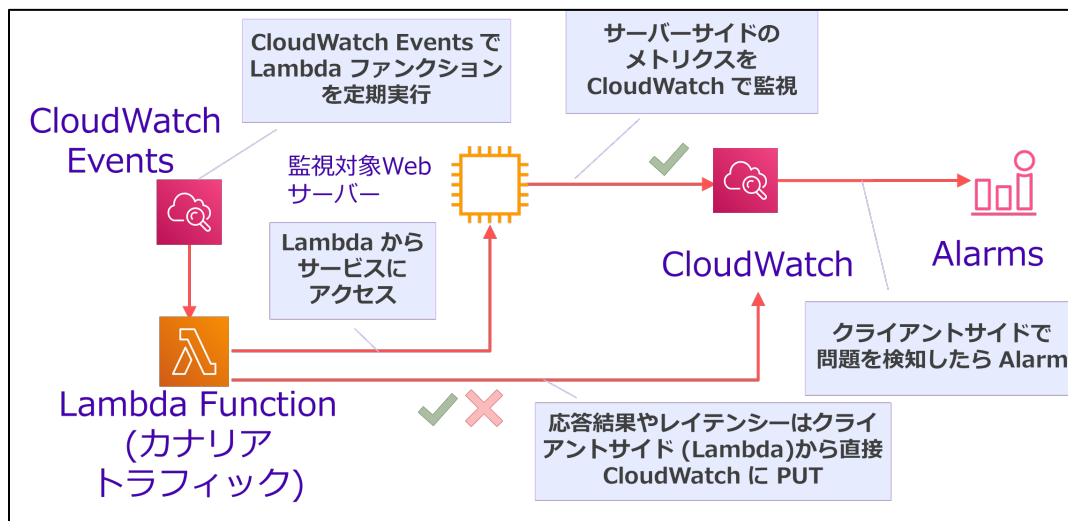 CloudWatch Events で
Lambda ファンクション
を定期実行
サーバーサイドの
メトリクスを
CloudWatch で監視
CloudWatch
Events
監視対象Web
サーバー
Lambda から
サービスに
アクセス
CloudWatch
Alarms
クライアントサイドで
問題を検知したら Alarm
Lambda Function
(カナリア
トラフィック)
応答結果やレイテンシーはクライ
アントサイド (Lambda)から直接
CloudWatch に PUT